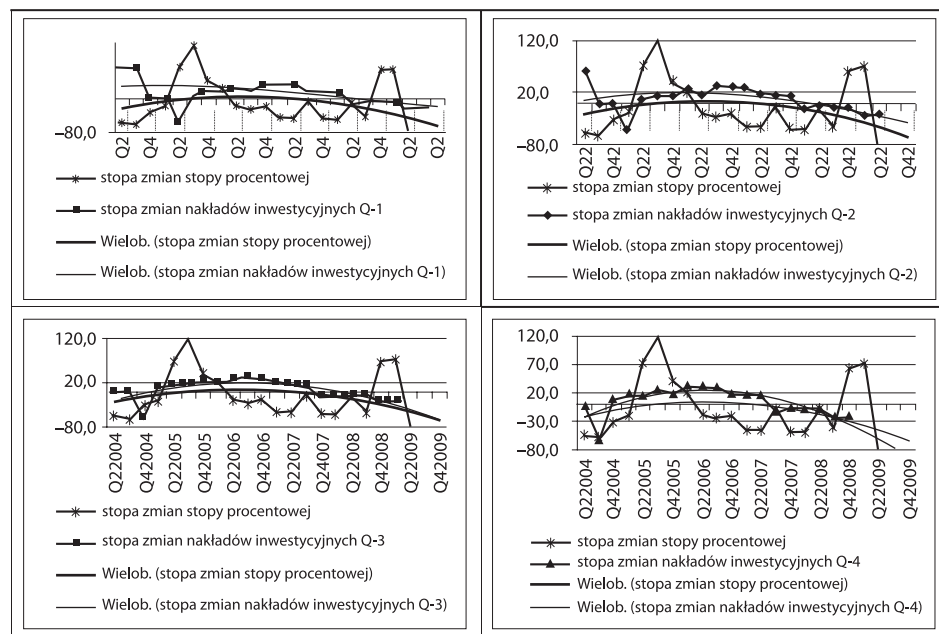 −80,0
Q2
Q4
Q2
Q4
Q2
Q4
Q2
Q4
Q2
Q4
Q2
Q2
stopa zmian stopy procentowej
stopa zmian nakładów inwestycyjnych Q-1
Wielob. (stopa zmian stopy procentowej)
Wielob. (stopa zmian nakładów inwestycyjnych Q-1)
120,0
20,0
−80,0
Q22
Q42
Q22
Q42
Q22
Q42
Q22
Q42
Q22
Q42
Q22
Q42
stopa zmian stopy procentowej
stopa zmian nakładów inwestycyjnych Q-2
Wielob. (stopa zmian stopy procentowej)
Wielob. (stopa zmian nakładów inwestycyjnych Q-2)
120,0
20,0
−80,0
Q22004
Q42004
Q22005
Q42005
Q22006
Q42006
Q22007
Q42007
Q22008
Q42008
Q22009
Q42009
stopa zmian stopy procentowej
stopa zmian nakładów inwestycyjnych Q-3
Wielob. (stopa zmian stopy procentowej)
Wielob. (stopa zmian nakładów inwestycyjnych Q-3)
120,0
70,0
20,0
−30,0
−80,0
Q22004
Q42004
Q22005
Q42005
Q22006
Q42006
Q22007
Q42007
Q22008
Q42008
Q22009
Q42009
stopa zmian stopy procentowej
stopa zmian nakładów inwestycyjnych Q-4
Wielob. (stopa zmian stopy procentowej)
Wielob. (stopa zmian nakładów inwestycyjnych Q-4)